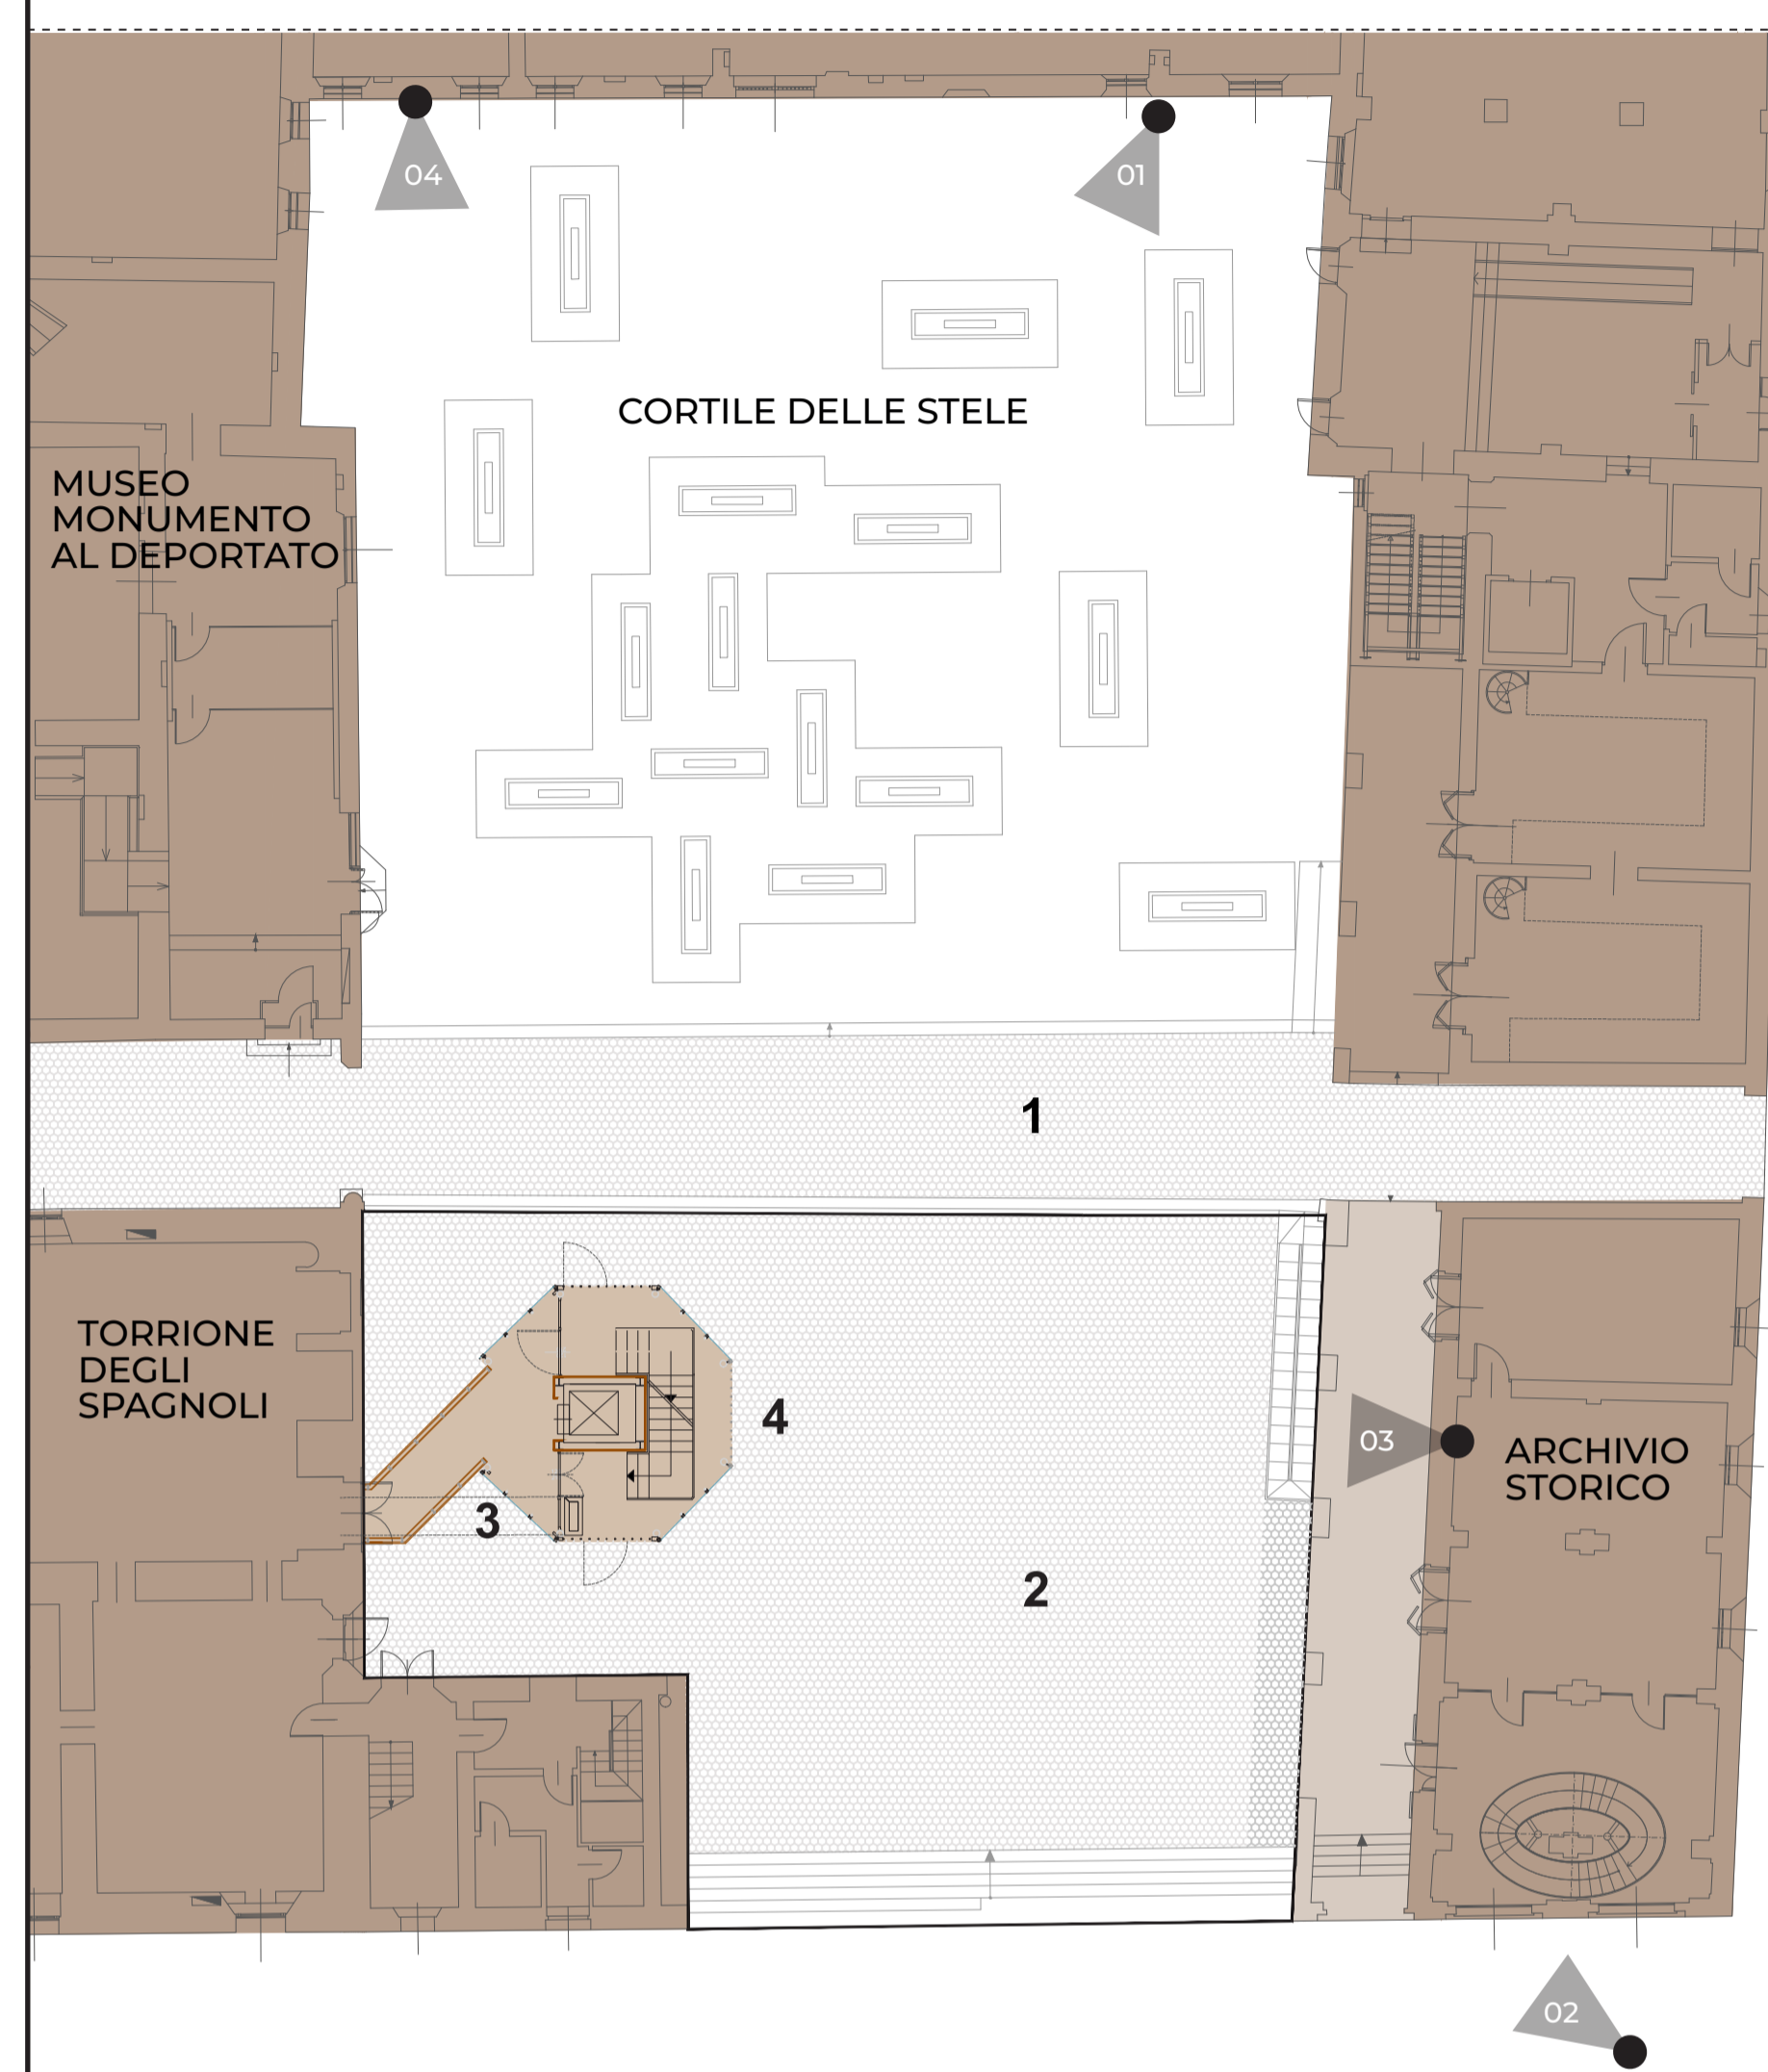 04
01
CORTILE DELLE STELE
MUSEO
MONUMENTO
AL DEPORTATO
1
TORRIONE
DEGLI
SPAGNOLI
4
03
ARCHIVIO
STORICO
3
2
02